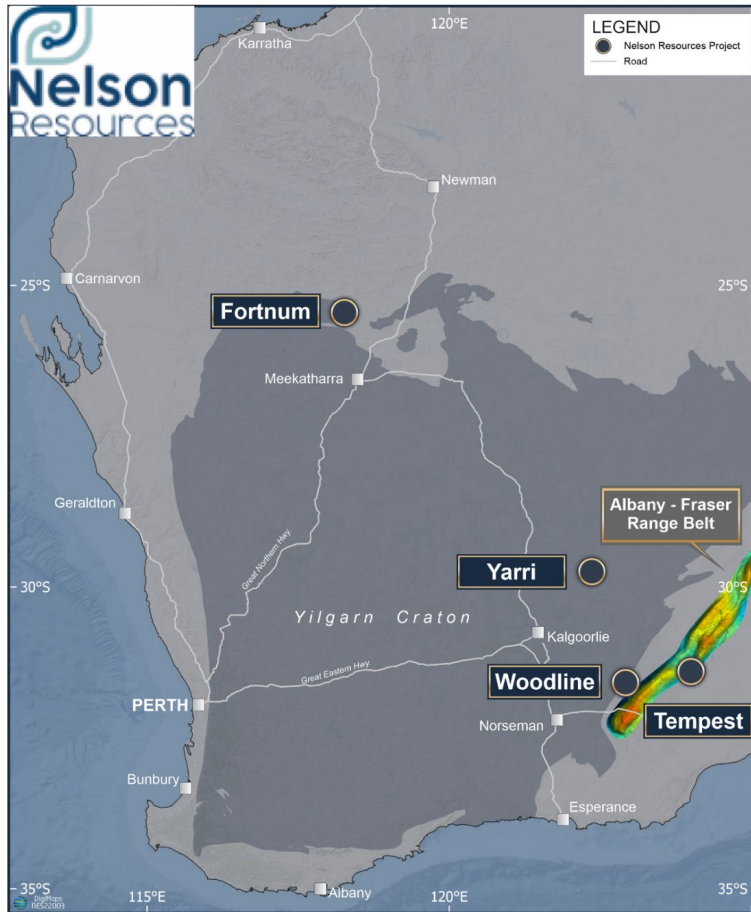 Nelson
Resources
120°E
LEGEND
Nelson Resources Project
Road
Karratha
Newman
Carnarvon
25°S
25°S
Fortnum
Meekatharra
Geraldton
Albany - Fraser
Range Belt
Great Northern Hwy.
Yarri
30°S
30°S
Yilgarn Craton
Kalgoorlie
Great Eastern Hwy.
Woodline
PERTH
Norseman
Tempest
Bunbury
Esperance
35°S
35°S
DigiMaps
NES22003
115°E
Albany
120°E